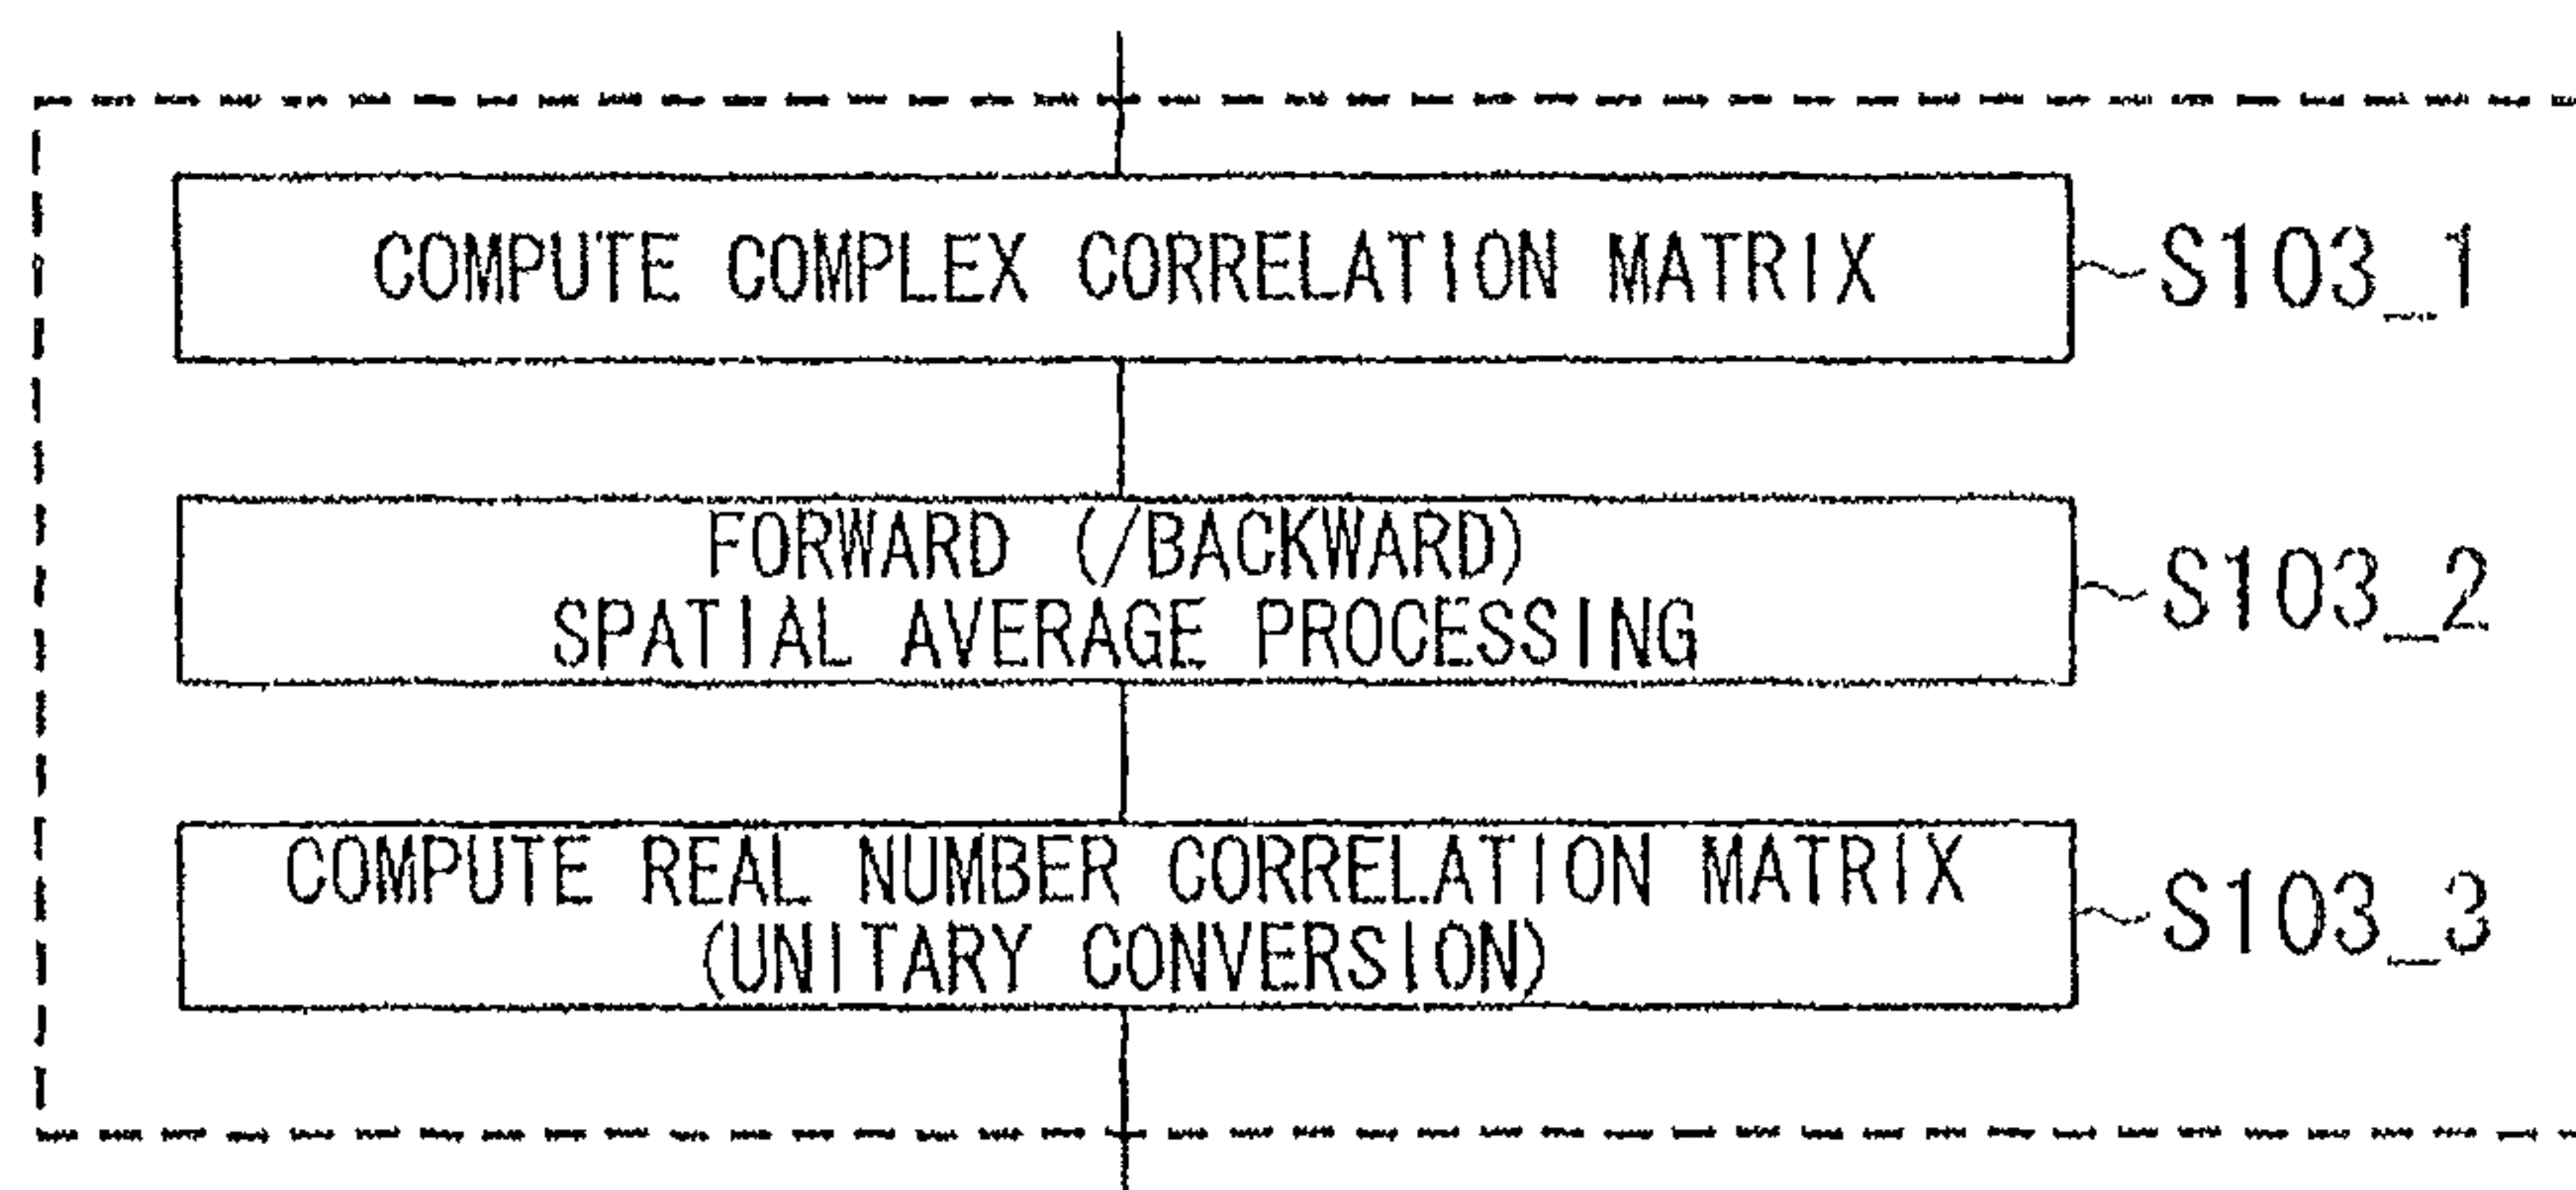 COMPUTE COMPLEX CORRELATION MATRIX
S103_1
FORWARD (/BACKWARD)
SPATIAL AVERAGE PROCESSING
S103_2
COMPUTE REAL NUMBER CORRELATION MATRIX
(UNITARY CONVERSION)
S103_3